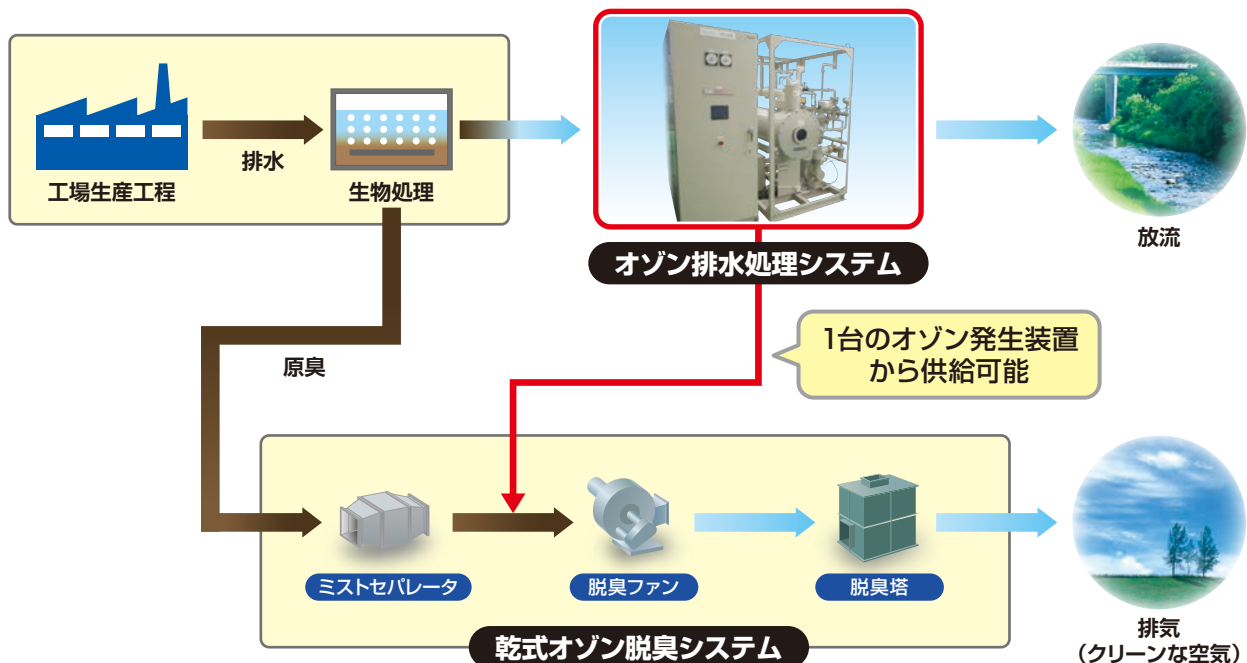 排水
工場生産工程
生物処理
オゾン排水処理システム
放流
原臭
1台のオゾン発生装置
から供給可能
ミストセパレータ
脱臭ファン
脱臭塔
乾式オゾン脱臭システム
排気
（クリーンな空気）